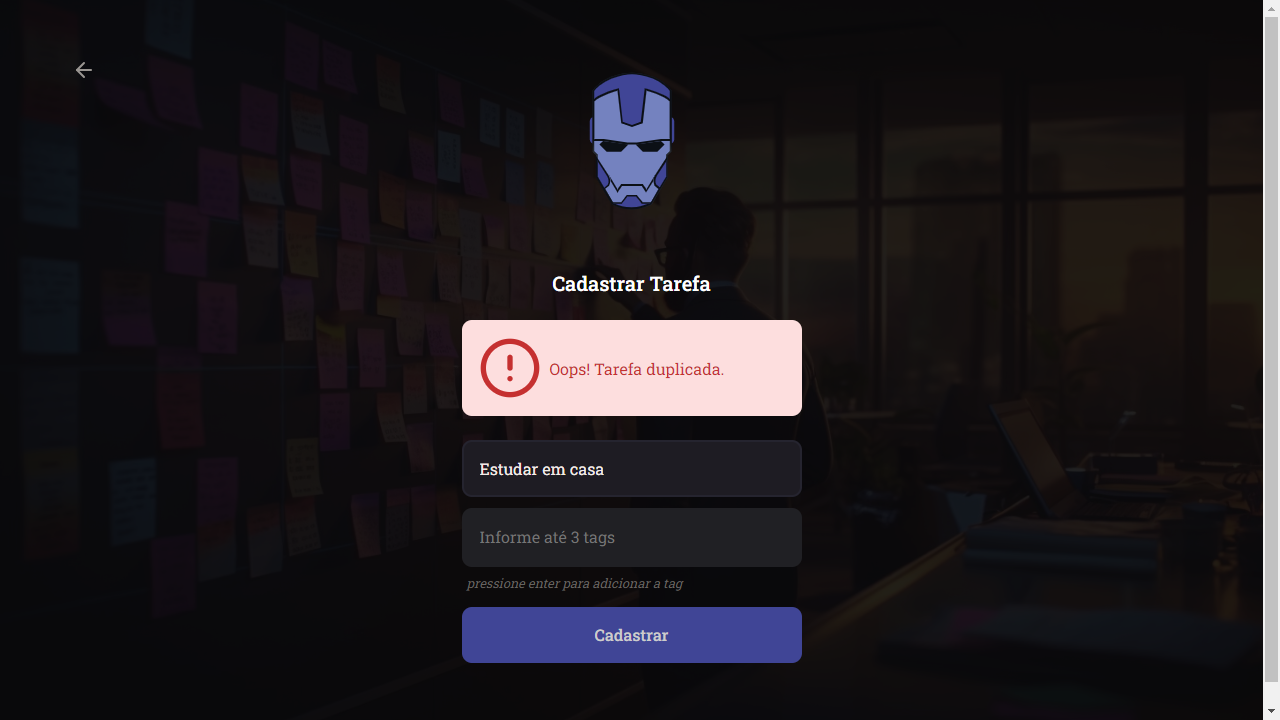 Cadastrar Tarefa
Oops! Tarefa duplicada.
Estudar em casa
Informe até 3 tags
pressione enter para adicionar a tag
Cadastrar